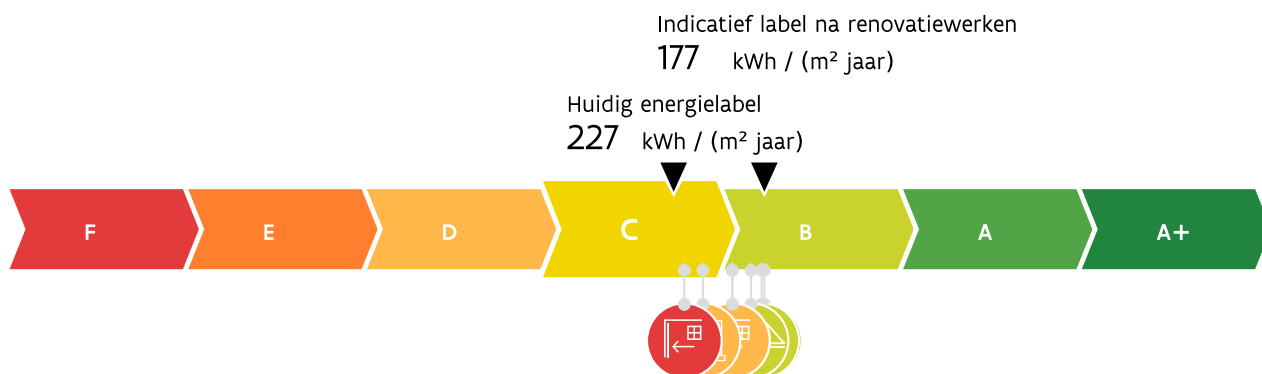 Indicatief label na renovatiewerken
177 kWh / (m² jaar)
Huidig energielabel
227 kWh / (m² jaar)
F E D C B A A+